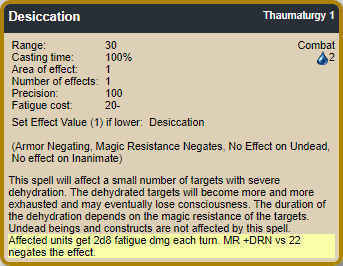 Desiccation Thaumaturgy 1
Range: 30 Combat
Casting time: 100% 2
Area of effect: 1
Number of effects: 1
Precision: 100
Fatigue cost: 20-
Set Effect Value (1) if lower: Desiccation
(Armor Negating, Magic Resistance Negates, No Effect on Undead,
No effect on Inanimate)
This spell will affect a small number of targets with severe
dehydration. The dehydrated targets will become more and more
exhausted and may eventually lose consciousness. The duration
of the dehydration depends on the magic resistance of the targets.
Undead beings and constructs are not affected by this spell.
Affected units get 2d8 fatigue dmg each turn. MR +DRN vs 22
negates the effect.